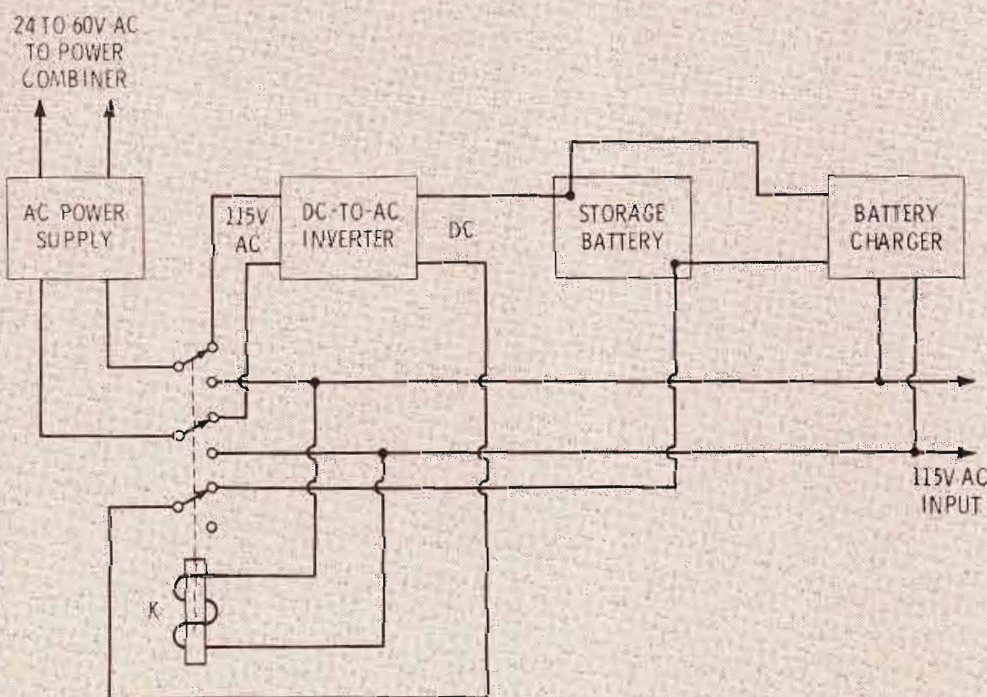 24 TO 60V AC
TO POWER
COMBINER
AC POWER
SUPPLY
115V
AC
DC-TO-AC
INVERTER
DC
STORAGE
BATTERY
BATTERY
CHARGER
115V AC
INPUT
K